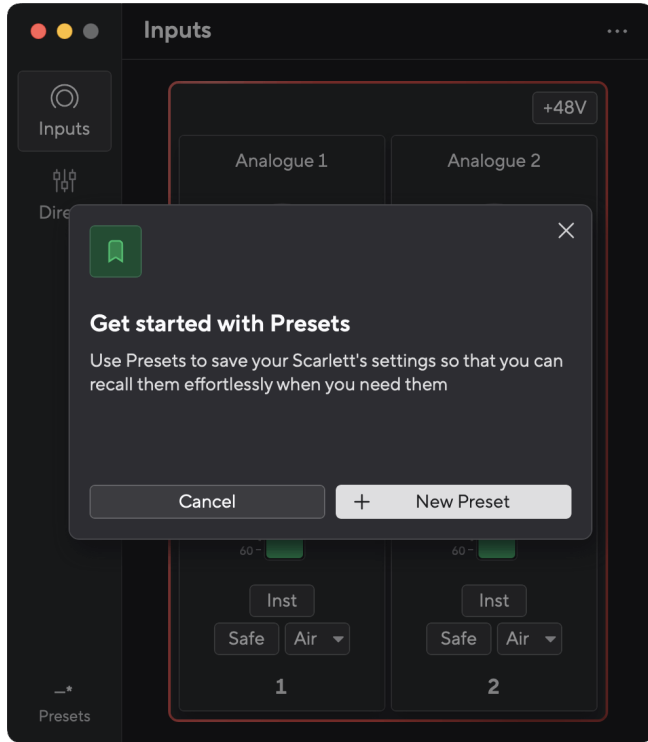 Inputs
+48V
Inputs
Analogue 1
Analogue 2
Dire
Get started with Presets
Use Presets to save your Scarlett's settings so that you can
recall them effortlessly when you need them
Cancel
+ New Preset
60
60
Inst
Inst
Safe
Air
Safe
Air
1
2
Presets